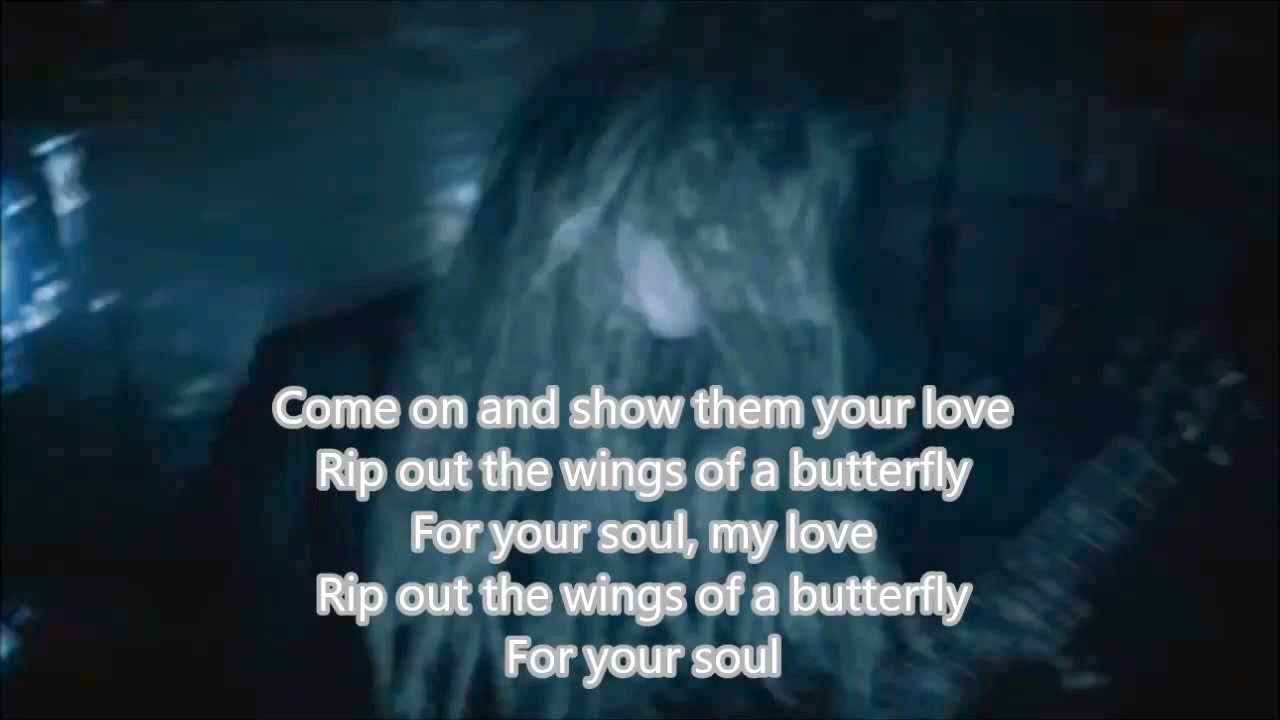 Come on and show them your love
Rip out the wings of a butterfly
For your soul, my love
Rip out the wings of a butterfly
For your soul